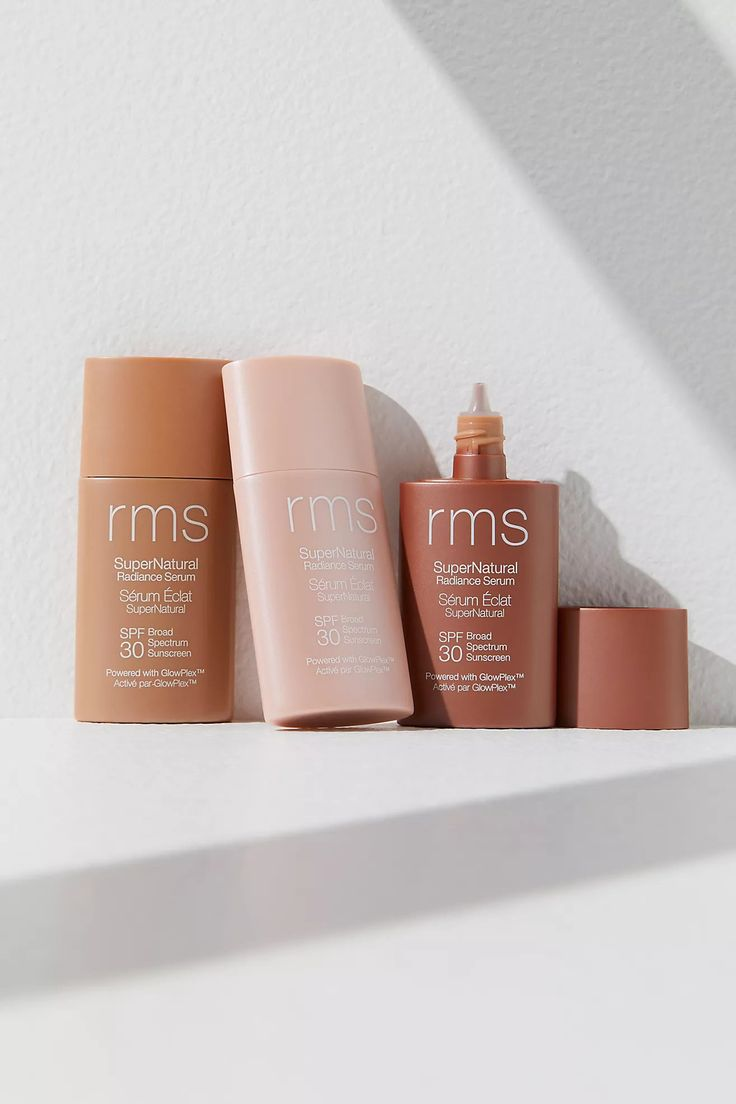 rms
SuperNatural
Radiance Serum
Sérum Éclat
SuperNatural
SPF Broad
30 Spectrum
Sunscreen
Powered with GlowPlex™
Activé par GlowPlex™
rms
SuperNatural
Radiance Serum
Sérum Éclat
SuperNatural
SPF Broad
30 Spectrum
Sunscreen
Powered with GlowPlex™
Activé par GlowPlex™
rms
SuperNatural
Radiance Serum
Sérum Éclat
SuperNatural
SPF Broad
30 Spectrum
Sunscreen
Powered with GlowPlex™
Activé par GlowPlex™